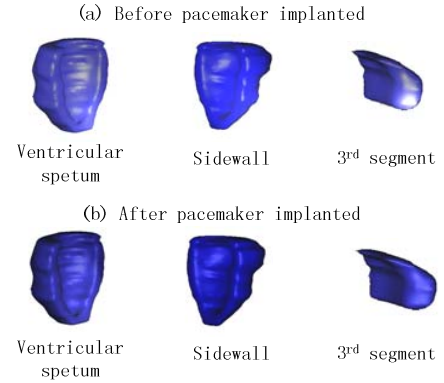 (a) Before pacemaker implanted
Ventricular
spetum
Sidewall
3rd segment
(b) After pacemaker implanted
Ventricular
spetum
Sidewall
3rd segment